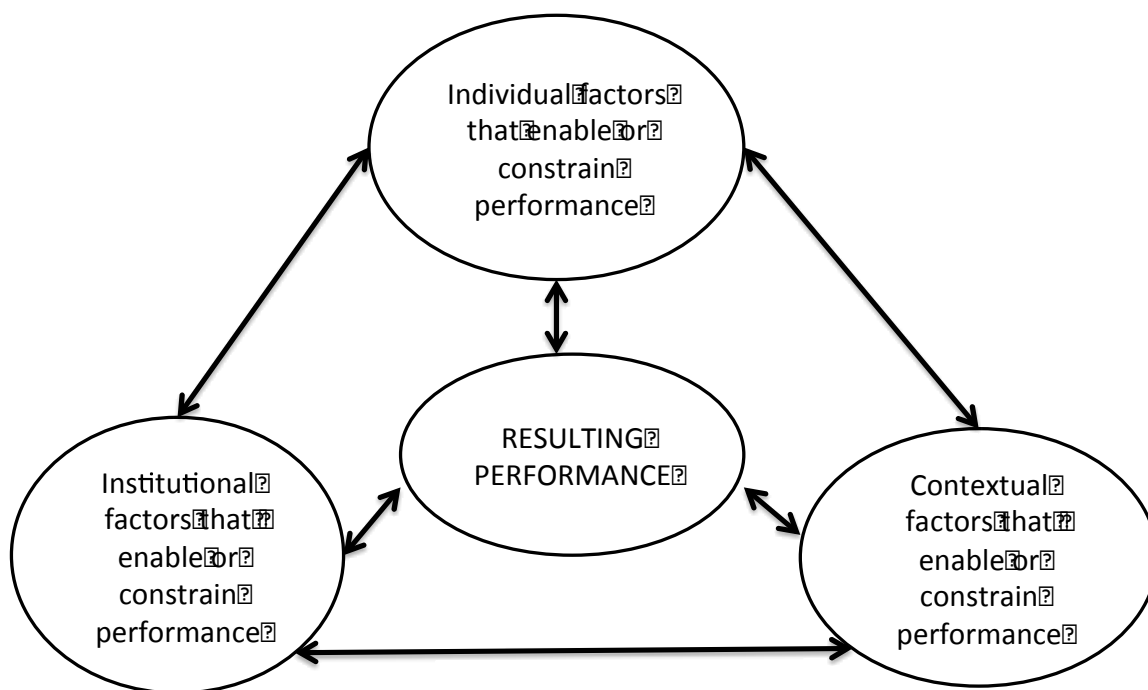 Individual factors
that enable or
constrain
performance
RESULTING
PERFORMANCE
Institutional
factors that
enable or
constrain
performance
Contextual
factors that
enable or
constrain
performance